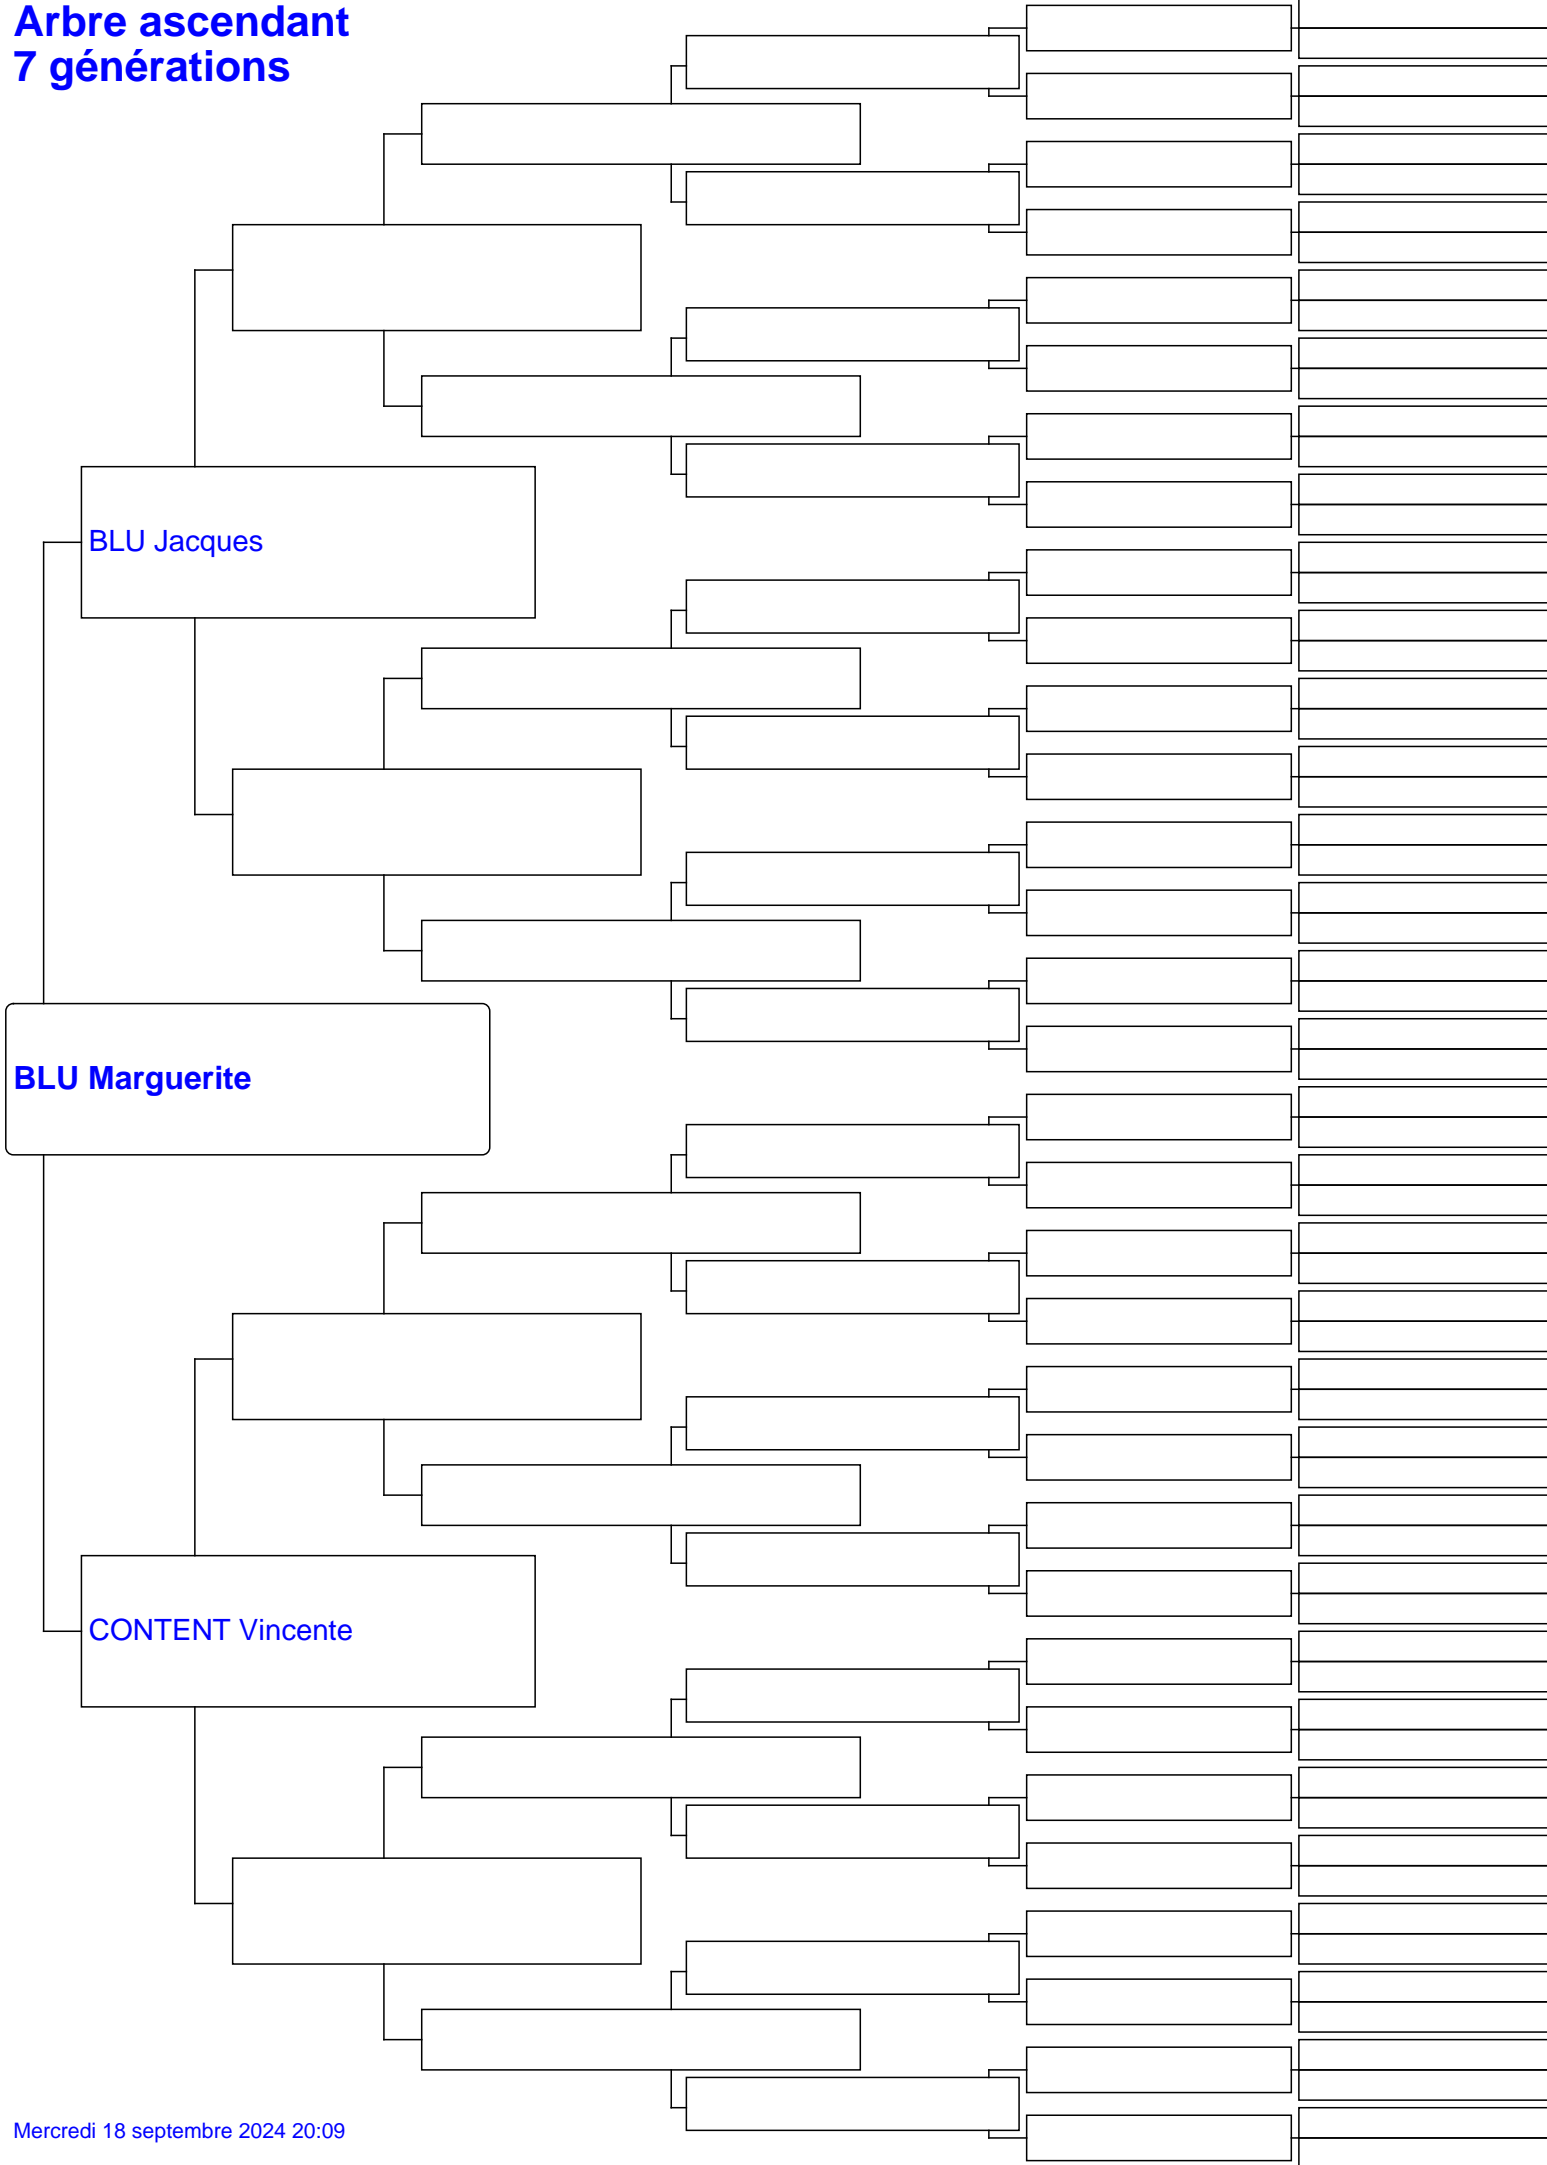 Arbre ascendant
7 générations
BLU Jacques
BLU Marguerite
CONTENT Vincente
Mercredi 18 septembre 2024 20:09